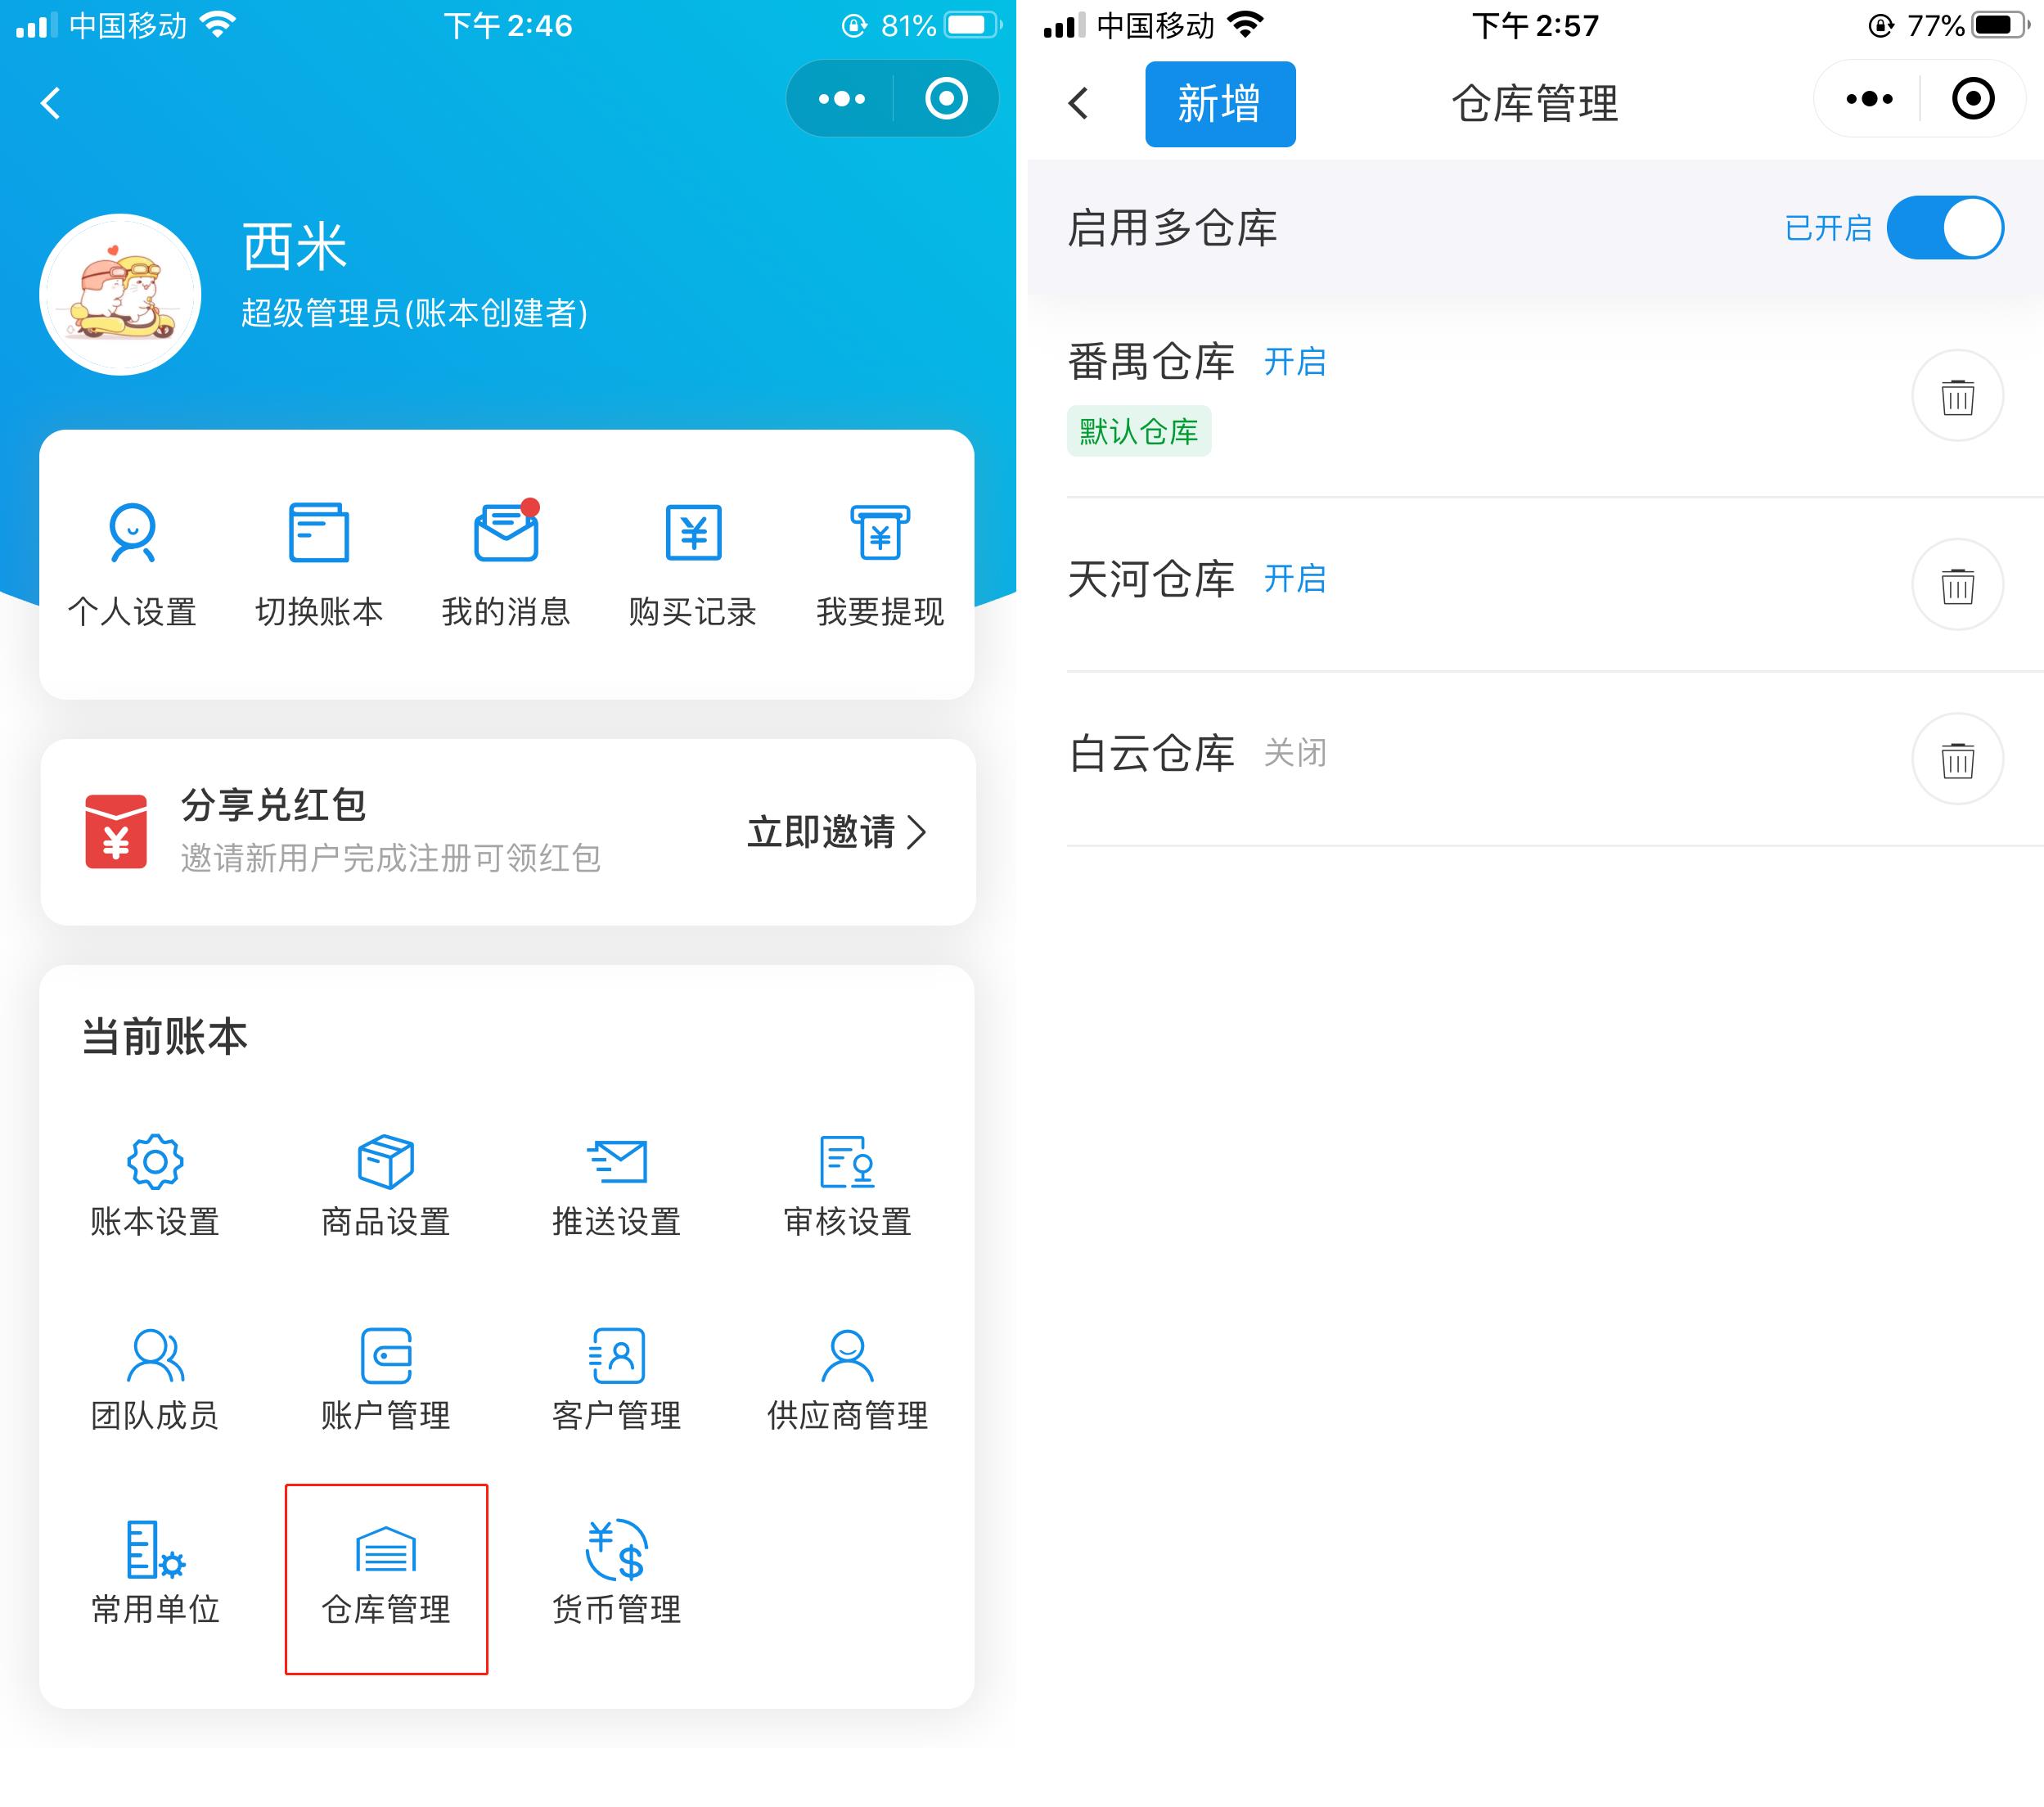 中国移动
下午 2:46
81%
西米
超级管理员(账本创建者)
个人设置
切换账本
我的消息
购买记录
我要提现
分享兑红包
邀请新用户完成注册可领红包
立即邀请
当前账本
账本设置
商品设置
推送设置
审核设置
团队成员
账户管理
客户管理
供应商管理
常用单位
仓库管理
货币管理
中国移动
下午 2:57
77%
新增
仓库管理
启用多仓库
已开启
番禺仓库 开启
默认仓库
天河仓库 开启
白云仓库 关闭